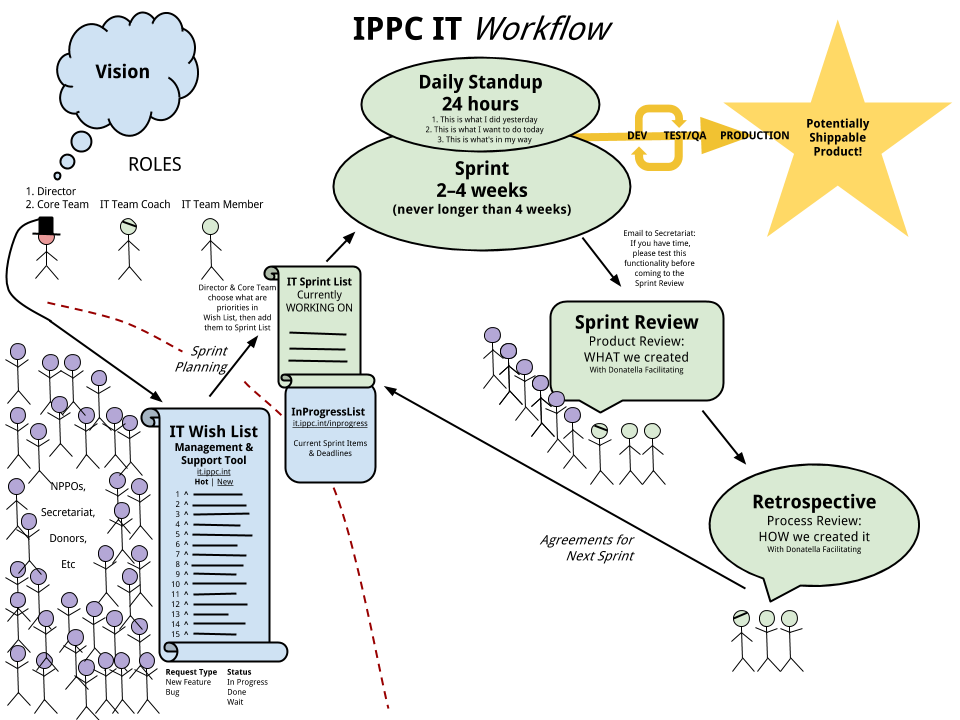 IPPC IT Workflow
Vision
ROLES
1. Director
2. Core Team
IT Team Coach
IT Team Member
Daily Standup
24 hours
1. This is what I did yesterday
2. This is what I want to do today
3. This is what's in my way
Sprint
2–4 weeks
(never longer than 4 weeks)
DEV
TEST/QA
PRODUCTION
Potentially
Shippable
Product!
Email to Secretariat:
If you have time,
please test this
functionality before
coming to the
Sprint Review
Director & Core Team
choose what are
priorities in
Wish List, then add
them to Sprint List
IT Sprint List
Currently
WORKING ON
Sprint
Planning
Sprint Review
Product Review:
WHAT we created
With Donatella Facilitating
InProgressList
it.ippc.int/inprogress
Current Sprint Items
& Deadlines
IT Wish List
Management &
Support Tool
it.ippc.int
Hot | New
1 ^
2 ^
3 ^
4 ^
5 ^
6 ^
7 ^
8 ^
9 ^
10 ^
11 ^
12 ^
13 ^
14 ^
15 ^
NPPOs,
Secretariat,
Donors,
Etc
Retrospective
Process Review:
HOW we created it
With Donatella Facilitating
Agreements for
Next Sprint
Request Type
New Feature
Bug
Status
In Progress
Done
Wait